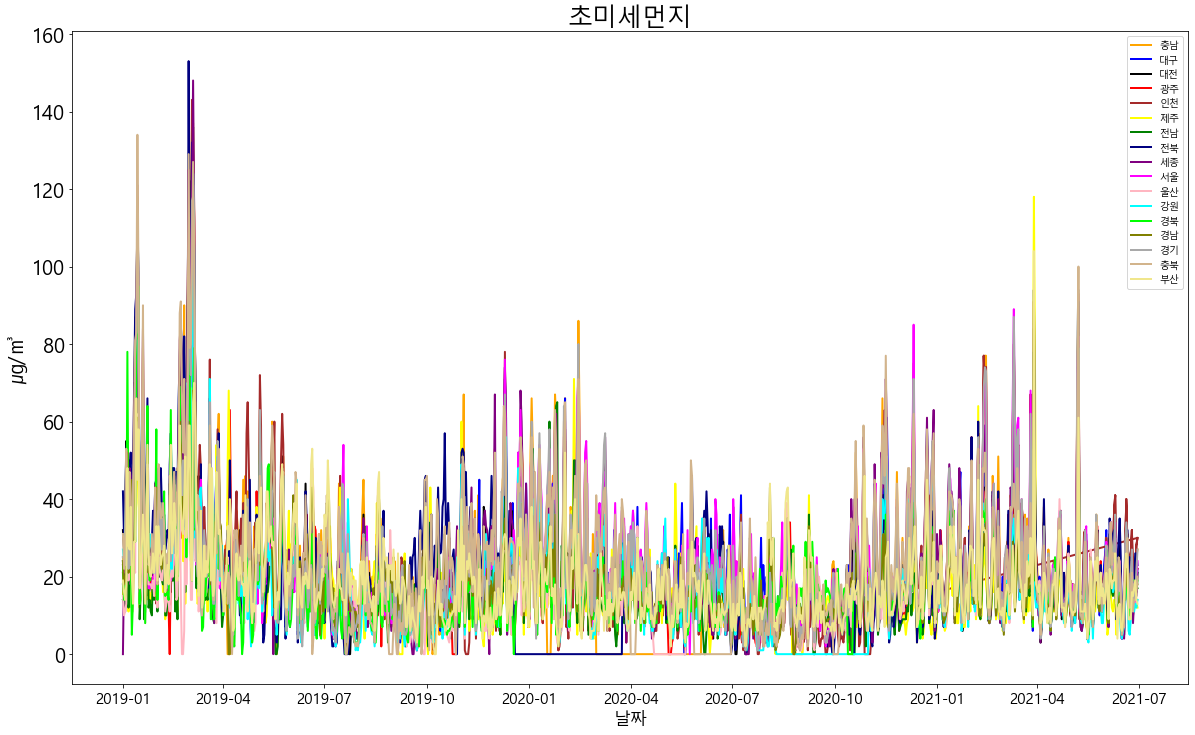 초미세먼지
160
140
120
100
80
60
40
20
0
㎍/㎥
2019-01
2019-04
2019-07
2019-10
2020-01
2020-04
2020-07
2020-10
2021-01
2021-04
2021-07
날짜
충남
대구
대전
광주
인천
제주
전남
전북
세종
서울
울산
강원
경북
경남
경기
충북
부산